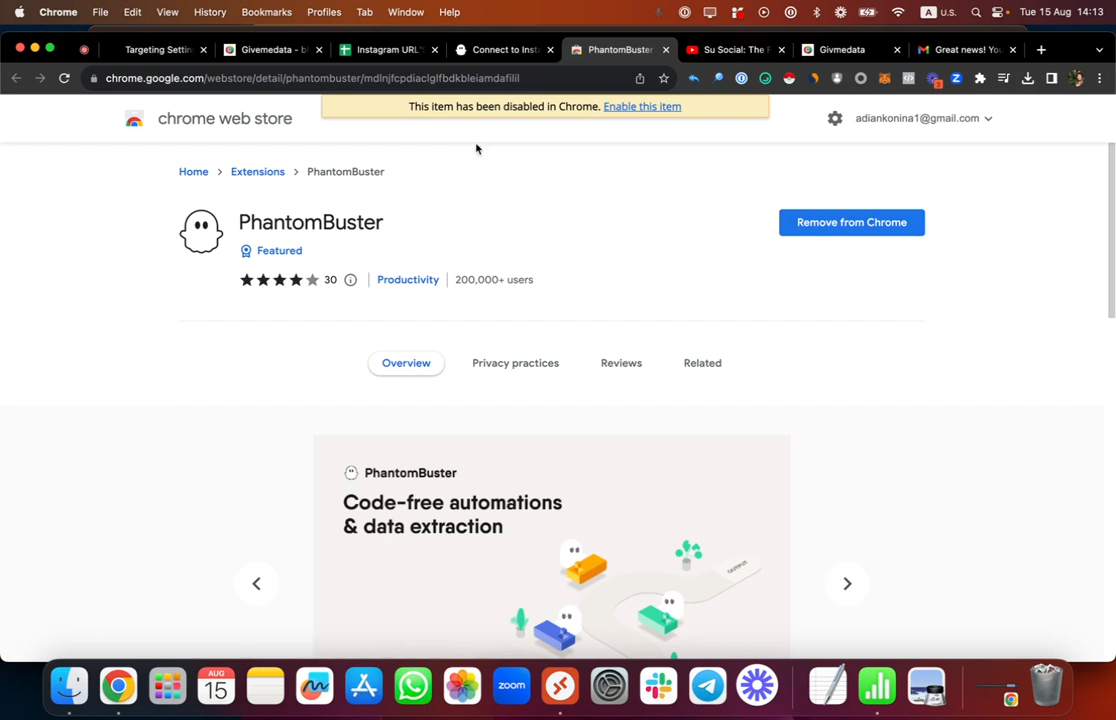 Chrome File Edit View History Bookmarks Profiles Tab Window Help A U.S. Tue 15 Aug 14:13
Targeting Settin Givemedata - bl Instagram URL' Connect to Insta PhantomBuster Su Social: The F Givemedata Great news! You
chrome.google.com/webstore/detail/phantombuster/mdlnjfcpdiaclglfbdkbleiamdafilil
This item has been disabled in Chrome. Enable this item
chrome web store
adiankonina1@gmail.com
Home > Extensions > PhantomBuster
PhantomBuster
Remove from Chrome
Featured
30 Productivity 200,000+ users
Overview Privacy practices Reviews Related
PhantomBuster
Code-free automations
& data extraction
OUTPUT
AUG
15
zoom